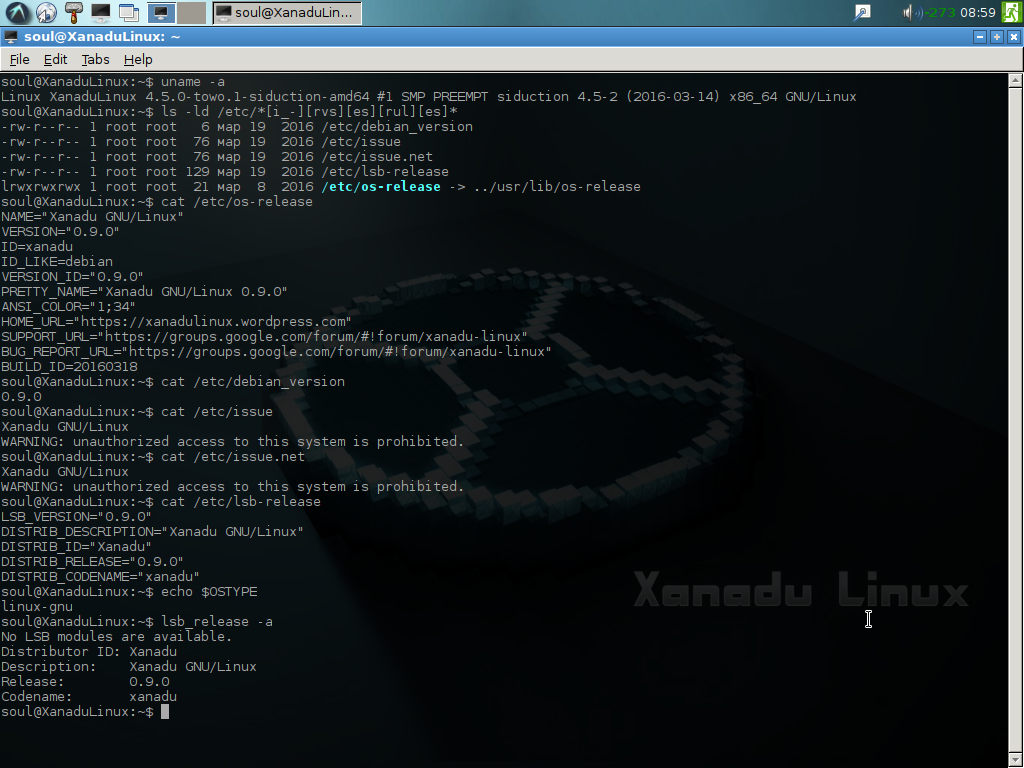 soul@XanaduLin...
-273 08:59
soul@XanaduLinux: ~
File Edit Tabs Help
soul@XanaduLinux:~$ uname -a
Linux XanaduLinux 4.5.0-towo.1-siduction-amd64 #1 SMP PREEMPT siduction 4.5-2 (2016-03-14) x86_64 GNU/Linux
soul@XanaduLinux:~$ ls -ld /etc/*[i_-][rvs][es][rul][es]*
-rw-r--r-- 1 root root   6 мар 19  2016 /etc/debian_version
-rw-r--r-- 1 root root  76 мар 19  2016 /etc/issue
-rw-r--r-- 1 root root  76 мар 19  2016 /etc/issue.net
-rw-r--r-- 1 root root 129 мар 19  2016 /etc/lsb-release
lrwxrwxrwx 1 root root  21 мар  8  2016 /etc/os-release -> ../usr/lib/os-release
soul@XanaduLinux:~$ cat /etc/os-release
NAME="Xanadu GNU/Linux"
VERSION="0.9.0"
ID=xanadu
ID_LIKE=debian
VERSION_ID="0.9.0"
PRETTY_NAME="Xanadu GNU/Linux 0.9.0"
ANSI_COLOR="1;34"
HOME_URL="https://xanadulinux.wordpress.com"
SUPPORT_URL="https://groups.google.com/forum/#!forum/xanadu-linux"
BUG_REPORT_URL="https://groups.google.com/forum/#!forum/xanadu-linux"
BUILD_ID=20160318
soul@XanaduLinux:~$ cat /etc/debian_version
0.9.0
soul@XanaduLinux:~$ cat /etc/issue
Xanadu GNU/Linux
WARNING: unauthorized access to this system is prohibited.
soul@XanaduLinux:~$ cat /etc/issue.net
Xanadu GNU/Linux
WARNING: unauthorized access to this system is prohibited.
soul@XanaduLinux:~$ cat /etc/lsb-release
LSB_VERSION="0.9.0"
DISTRIB_DESCRIPTION="Xanadu GNU/Linux"
DISTRIB_ID="Xanadu"
DISTRIB_RELEASE="0.9.0"
DISTRIB_CODENAME="xanadu"
soul@XanaduLinux:~$ echo $OSTYPE
linux-gnu
soul@XanaduLinux:~$ lsb_release -a
No LSB modules are available.
Distributor ID: Xanadu
Description:    Xanadu GNU/Linux
Release:        0.9.0
Codename:       xanadu
soul@XanaduLinux:~$
Xanadu Linux